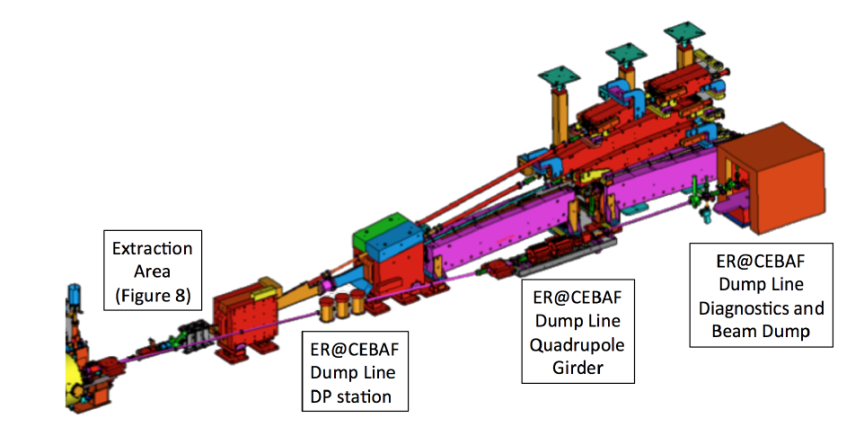 Extraction
Area
(Figure 8)
ER@CEBAF
Dump Line
DP station
ER@CEBAF
Dump Line
Quadrupole
Girder
ER@CEBAF
Dump Line
Diagnostics and
Beam Dump